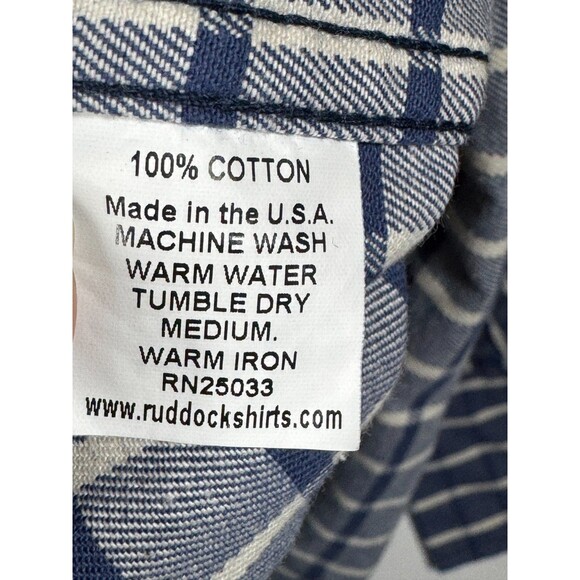 100% COTTON
Made in the U.S.A.
MACHINE WASH
WARM WATER
TUMBLE DRY
MEDIUM.
WARM IRON
RN25033
www.ruddockshirts.com